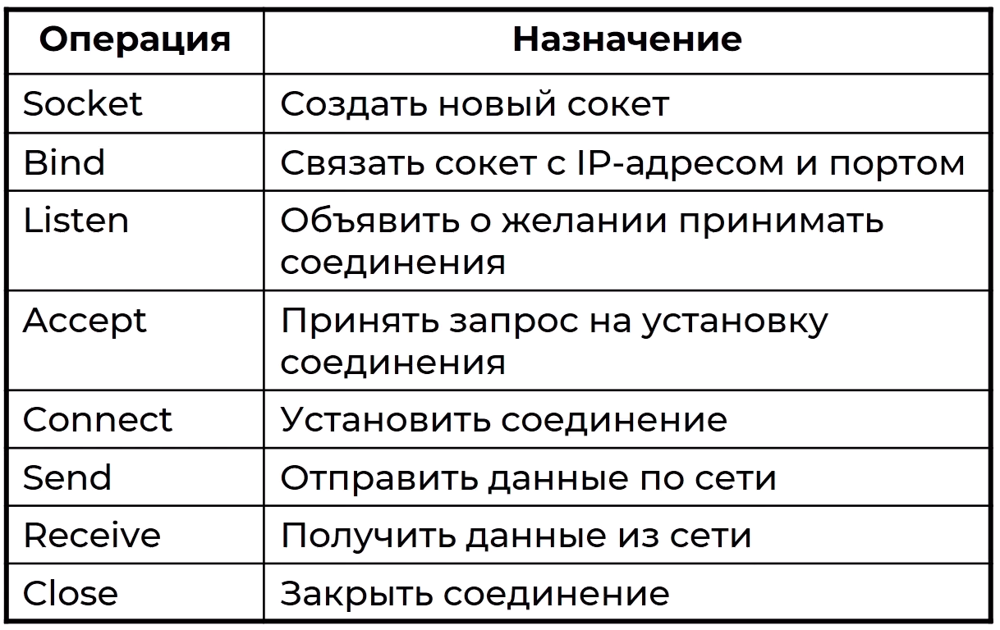 Операция Назначение
Socket Создать новый сокет
Bind Связать сокет с IP-адресом и портом
Listen Объявить о желании принимать
соединения
Accept Принять запрос на установку
соединения
Connect Установить соединение
Send Отправить данные по сети
Receive Получить данные из сети
Close Закрыть соединение